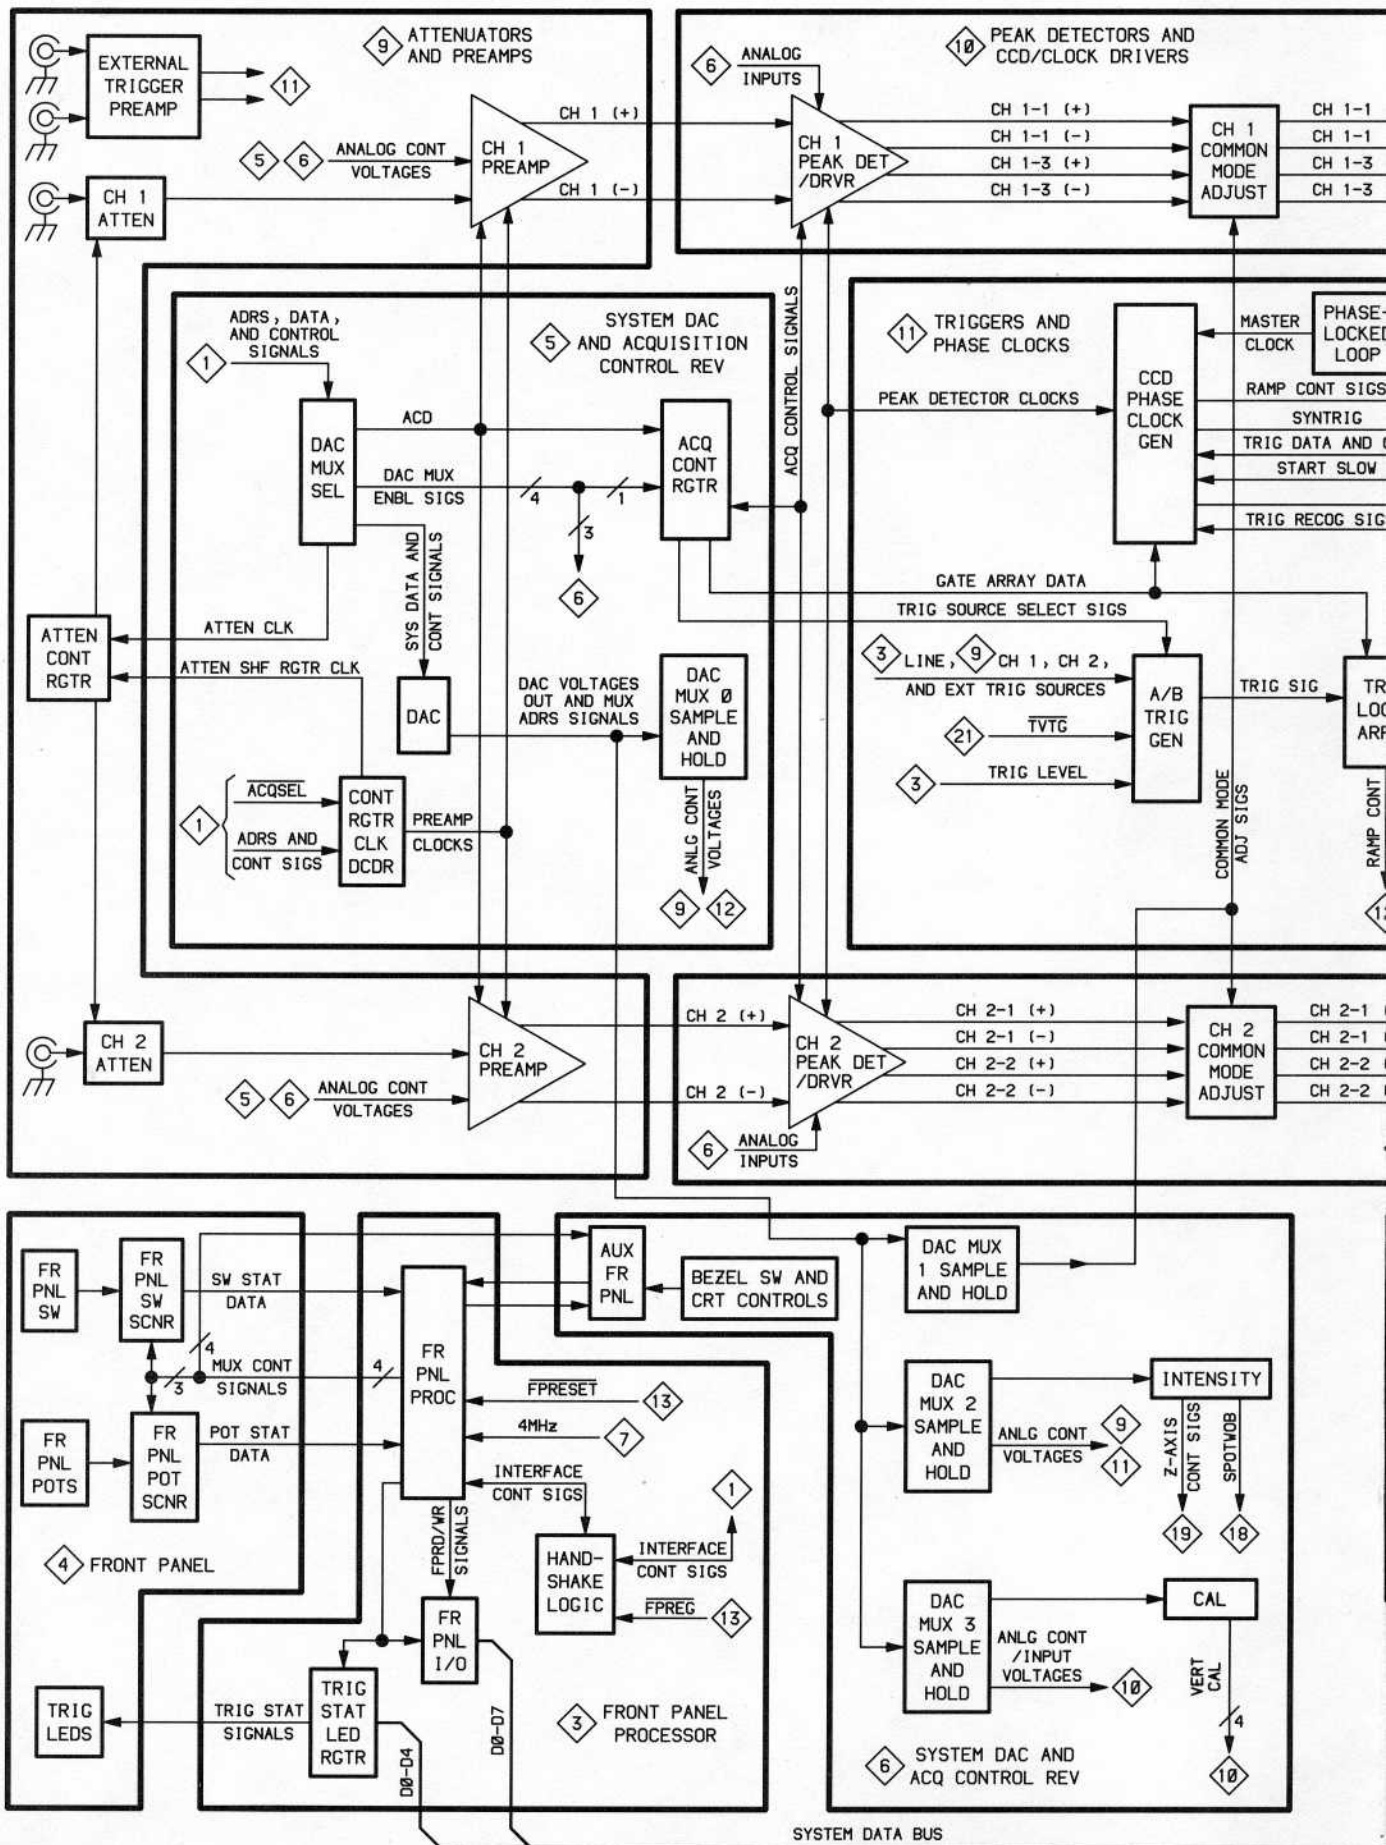 9
ATTENUATORS
AND PREAMPS
EXTERNAL
TRIGGER
PREAMP
11
5
6
ANALOG CONT
VOLTAGES
CH 1
PREAMP
CH 1 (+)
CH 1 (-)
CH 1
ATTEN
10
PEAK DETECTORS AND
CCD/CLOCK DRIVERS
6
ANALOG
INPUTS
CH 1
PEAK DET
/DRVR
CH 1-1 (+)
CH 1-1 (-)
CH 1-3 (+)
CH 1-3 (-)
CH 1
COMMON
MODE
ADJUST
CH 1-1
CH 1-1
CH 1-3
CH 1-3
ADRS, DATA,
AND CONTROL
SIGNALS
1
5
SYSTEM DAC
AND ACQUISITION
CONTROL REV
DAC
MUX
SEL
ACD
DAC MUX
ENBL SIGS
4
1
3
6
ACQ
CONT
RGTR
SYS DATA AND
CONT SIGNALS
ACQ CONTROL SIGNALS
ATTEN
CONT
RGTR
ATTEN CLK
ATTEN SHF RGTR CLK
DAC
DAC VOLTAGES
OUT AND MUX
ADRS SIGNALS
DAC
MUX 0
SAMPLE
AND
HOLD
1
ACQSEL
ADRS AND
CONT SIGS
CONT
RGTR
CLK
DCDR
PREAMP
CLOCKS
ANLG CONT
VOLTAGES
9
12
11
TRIGGERS AND
PHASE CLOCKS
PEAK DETECTOR CLOCKS
CCD
PHASE
CLOCK
GEN
MASTER
CLOCK
PHASE-
LOCKED
LOOP
RAMP CONT SIGS
SYNTRIG
TRIG DATA AND
START SLOW
TRIG RECOG SIG
GATE ARRAY DATA
TRIG SOURCE SELECT SIGS
3
LINE,
9
CH 1, CH 2,
AND EXT TRIG SOURCES
21
TVTG
3
TRIG LEVEL
A/B
TRIG
GEN
TRIG SIG
COMMON MODE
ADJ SIGS
RAMP CONT
CH 2
ATTEN
5
6
ANALOG CONT
VOLTAGES
CH 2
PREAMP
CH 2 (+)
CH 2 (-)
CH 2
PEAK DET
/DRVR
6
ANALOG
INPUTS
CH 2-1 (+)
CH 2-1 (-)
CH 2-2 (+)
CH 2-2 (-)
CH 2
COMMON
MODE
ADJUST
CH 2-1
CH 2-1
CH 2-2
CH 2-2
FR
PNL
SW
FR
PNL
SW
SCNR
SW STAT
DATA
4
3
MUX CONT
SIGNALS
4
FR
PNL
POTS
FR
PNL
POT
SCNR
POT STAT
DATA
4
FRONT PANEL
TRIG
LEDS
TRIG STAT
SIGNALS
FR
PNL
PROC
AUX
FR
PNL
BEZEL SW AND
CRT CONTROLS
FPRESET
13
4MHz
7
INTERFACE
CONT SIGS
FPRD/WR
SIGNALS
HAND-
SHAKE
LOGIC
1
INTERFACE
CONT SIGS
FPREG
13
FR
PNL
I/O
TRIG
STAT
LED
RGTR
D0-D4
D0-D7
3
FRONT PANEL
PROCESSOR
DAC MUX
1 SAMPLE
AND HOLD
DAC
MUX 2
SAMPLE
AND
HOLD
ANLG CONT
VOLTAGES
9
11
INTENSITY
Z-AXIS
CONT SIGS
SPOTWOB
19
18
DAC
MUX 3
SAMPLE
AND
HOLD
ANLG CONT
/INPUT
VOLTAGES
10
CAL
VERT
CAL
4
10
6
SYSTEM DAC AND
ACQ CONTROL REV
SYSTEM DATA BUS